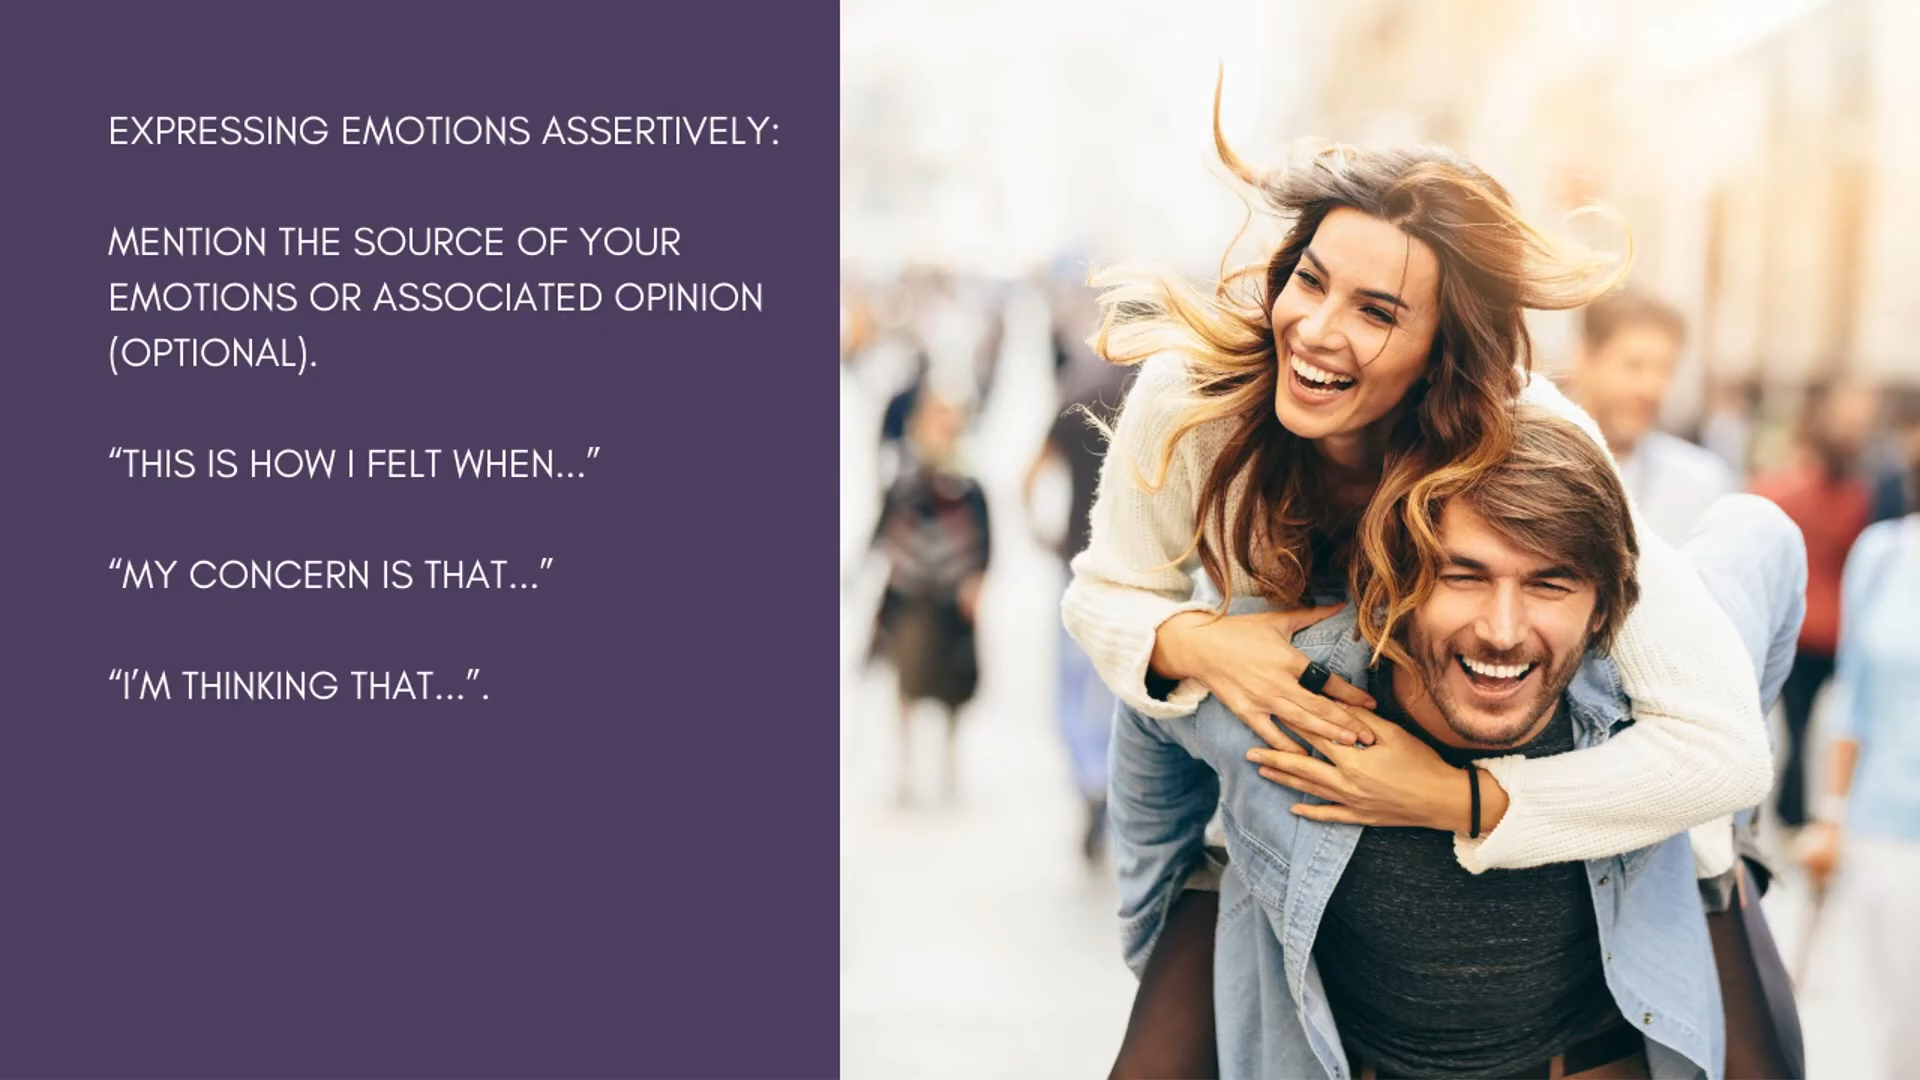 EXPRESSING EMOTIONS ASSERTIVELY:
MENTION THE SOURCE OF YOUR
EMOTIONS OR ASSOCIATED OPINION
(OPTIONAL).
“THIS IS HOW I FELT WHEN...”
“MY CONCERN IS THAT...”
“I’M THINKING THAT...”.